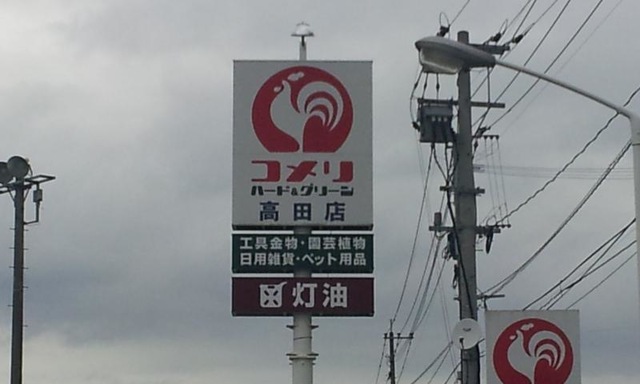 コメリ
ハード&グリーン
高田店
工具金物・園芸植物
日用雑貨・ペット用品
灯油